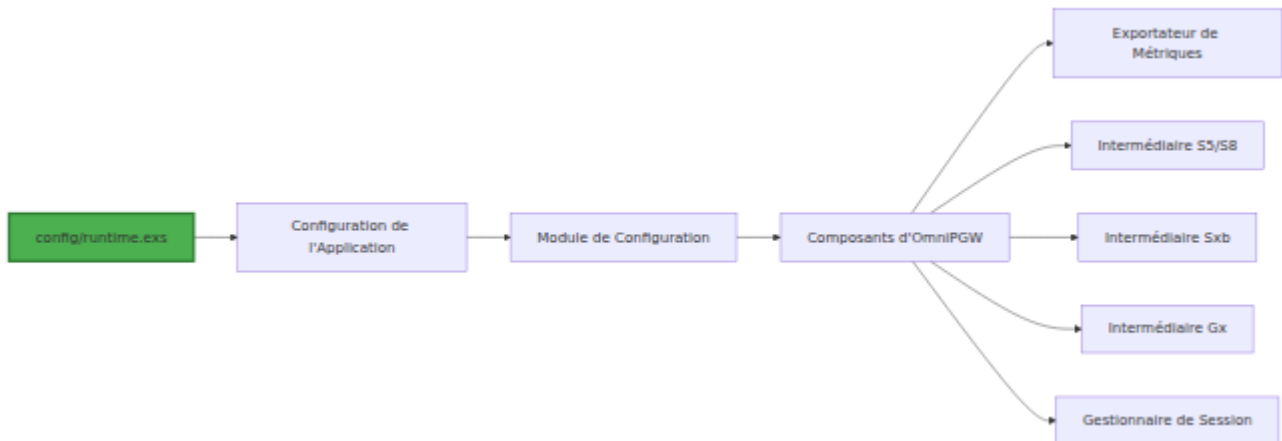 config/runtime.exs
Configuration de
l'Application
Module de Configuration
Composants d'OmniPGW
Exportateur de
Métriques
Intermédiaire S5/S8
Intermédiaire Sxb
Intermédiaire Gx
Gestionnaire de Session